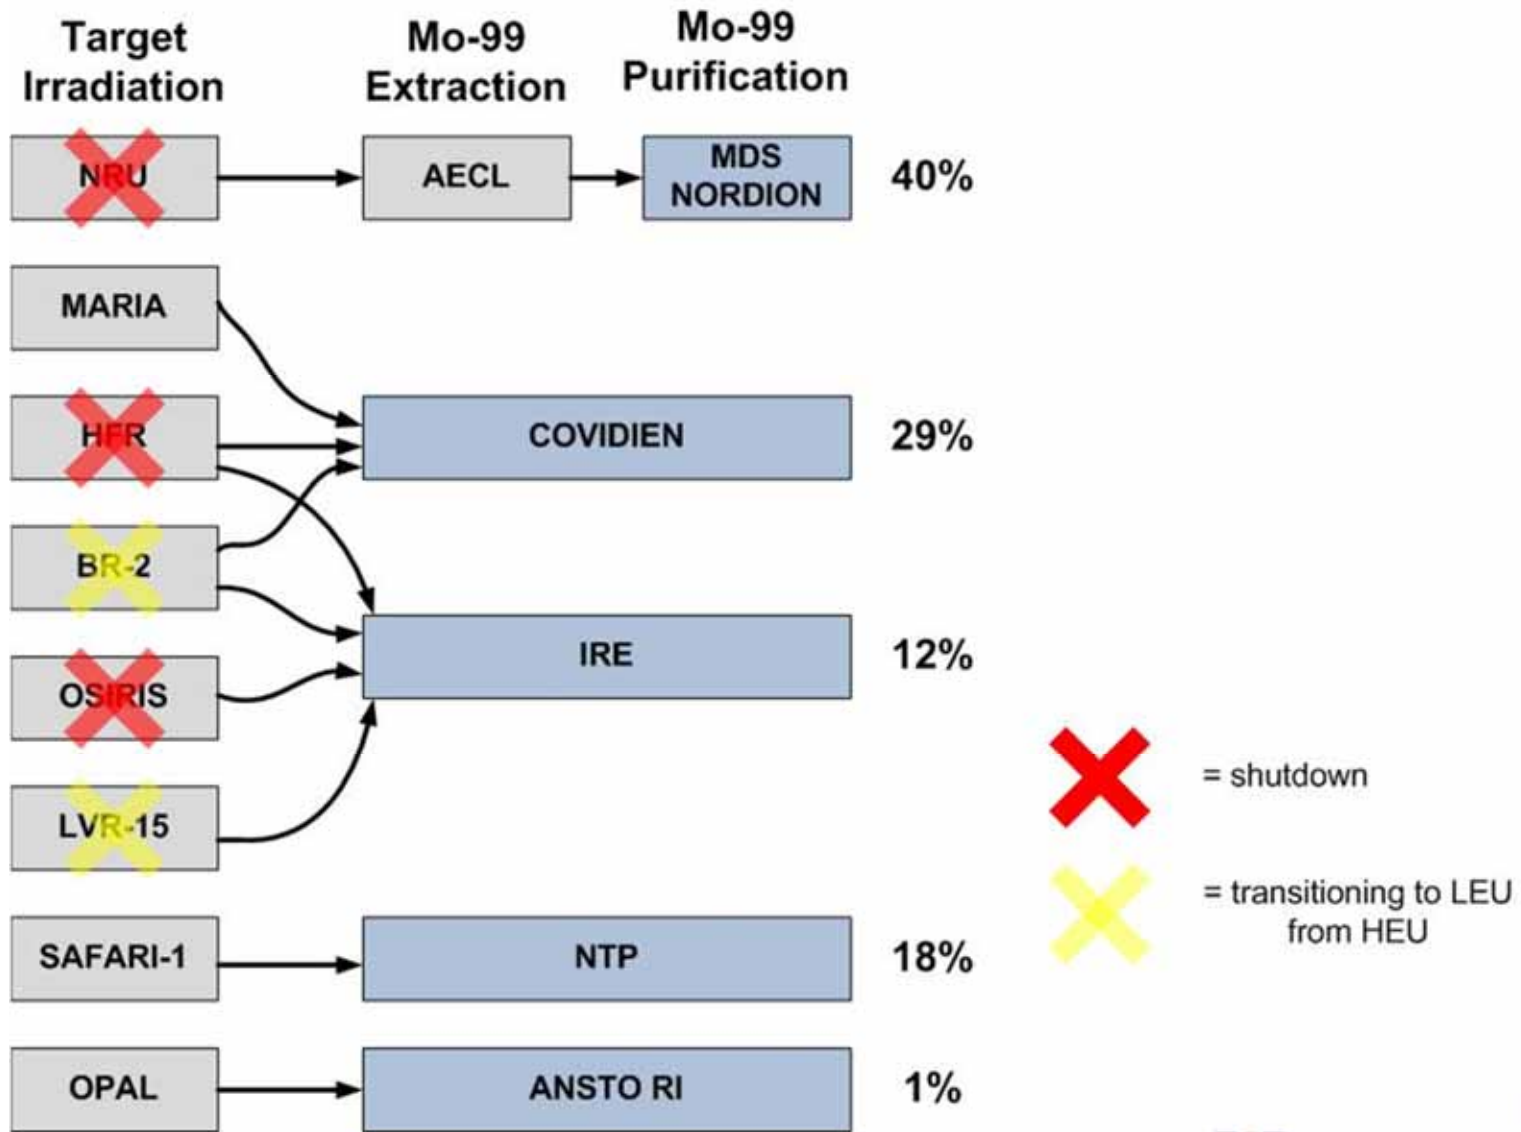 Target
Irradiation
Mo-99
Extraction
Mo-99
Purification
NRU
AECL
MDS
NORDION
40%
MARIA
HFR
COVIDIEN
29%
BR-2
IRE
12%
OSIRIS
LVR-15
= shutdown
= transitioning to LEU
from HEU
SAFARI-1
NTP
18%
OPAL
ANSTO RI
1%